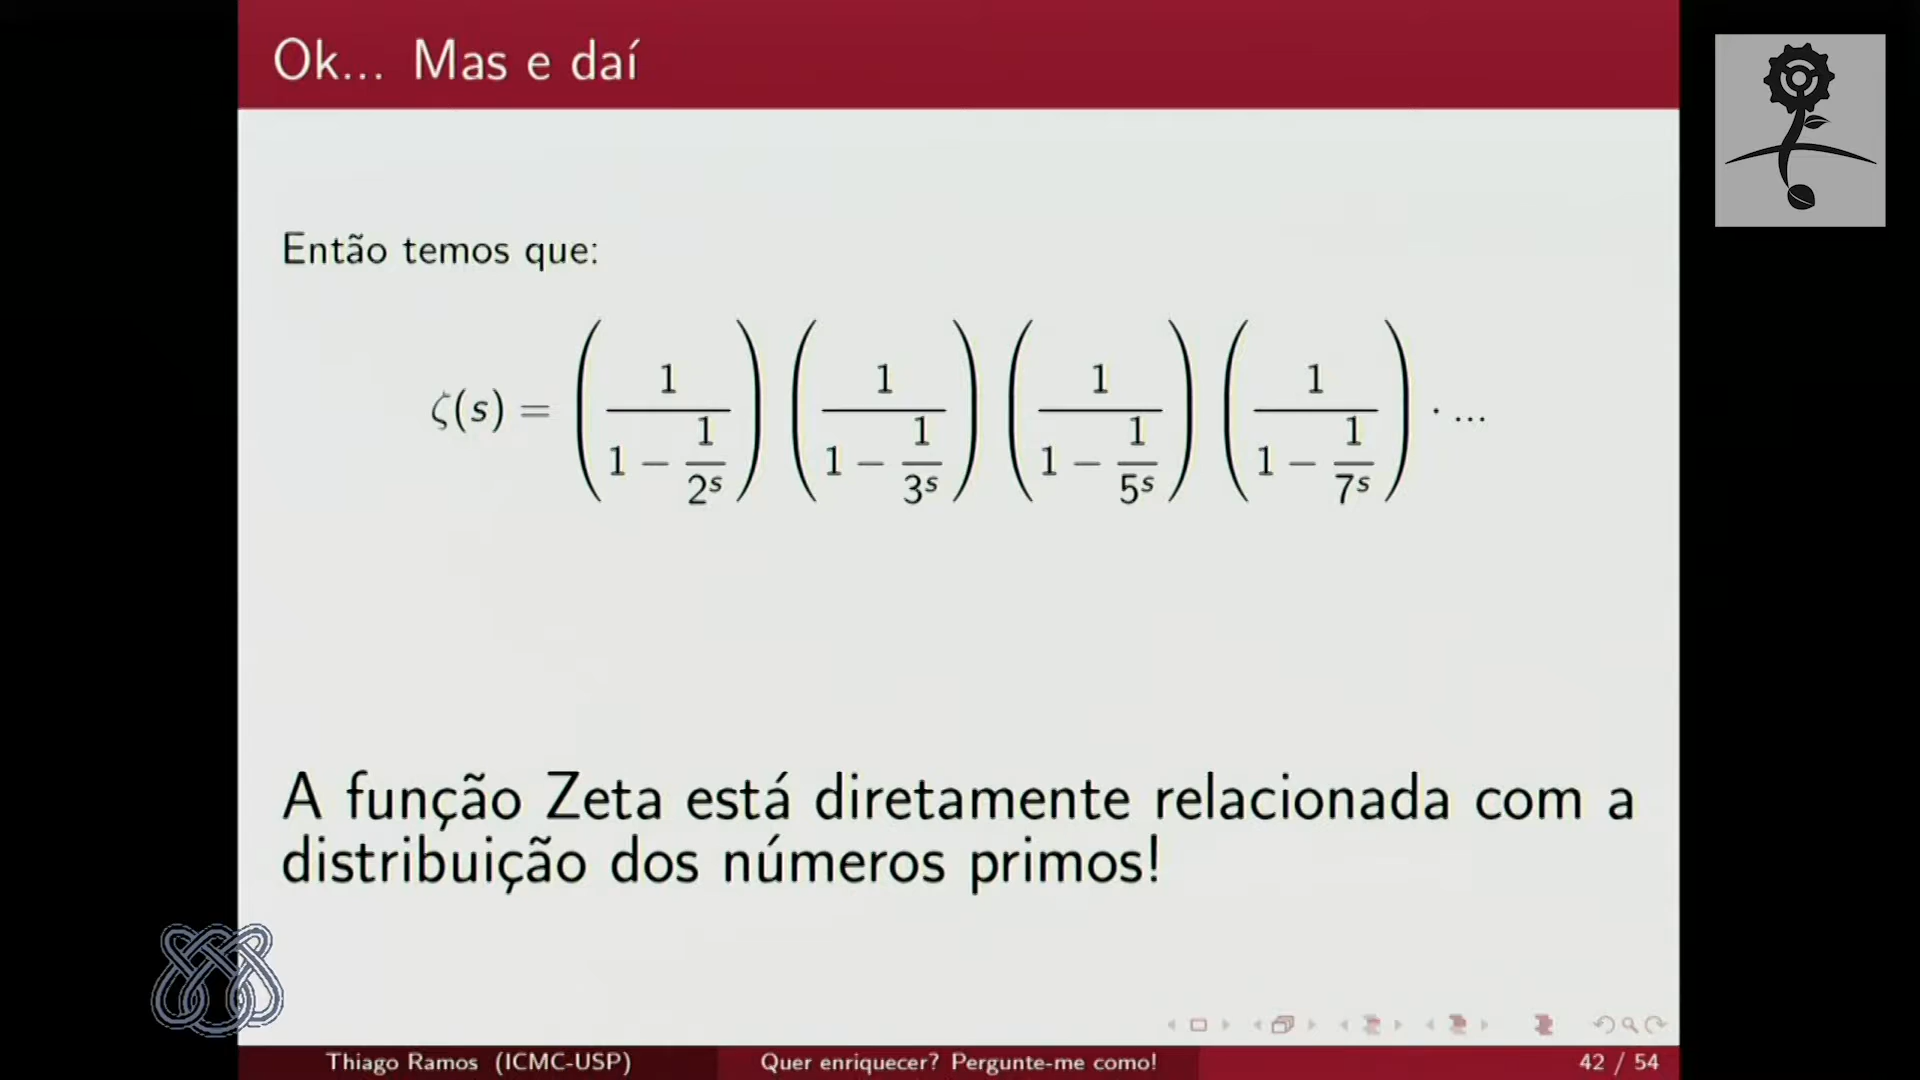 Ok... Mas e daí
Então temos que:
ζ(s) = (1/(1 − 1/2^s)) (1/(1 − 1/3^s)) (1/(1 − 1/5^s)) (1/(1 − 1/7^s)) · ...
A função Zeta está diretamente relacionada com a
distribuição dos números primos!
Thiago Ramos (ICMC-USP)
Quer enriquecer? Pergunte-me como!
42 / 54